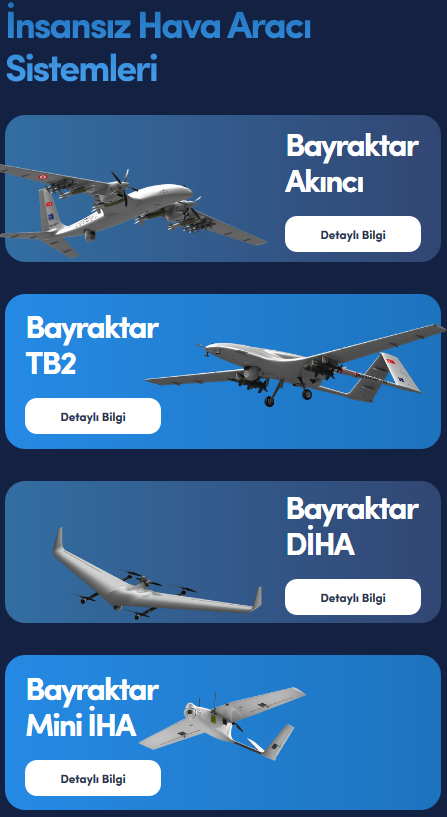 İnsansız Hava Aracı
Sistemleri
Bayraktar
Akıncı
Detaylı Bilgi
Bayraktar
TB2
Detaylı Bilgi
Bayraktar
DİHA
Detaylı Bilgi
Bayraktar
Mini İHA
Detaylı Bilgi